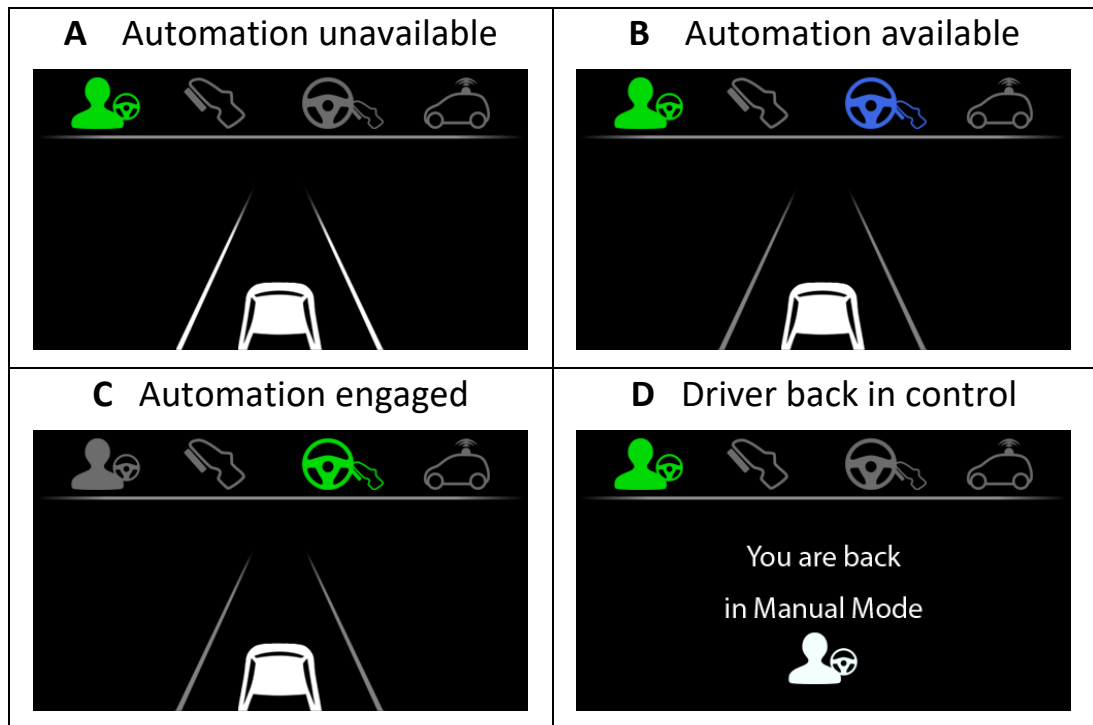 A Automation unavailable
B Automation available
C Automation engaged
D Driver back in control
You are back
in Manual Mode